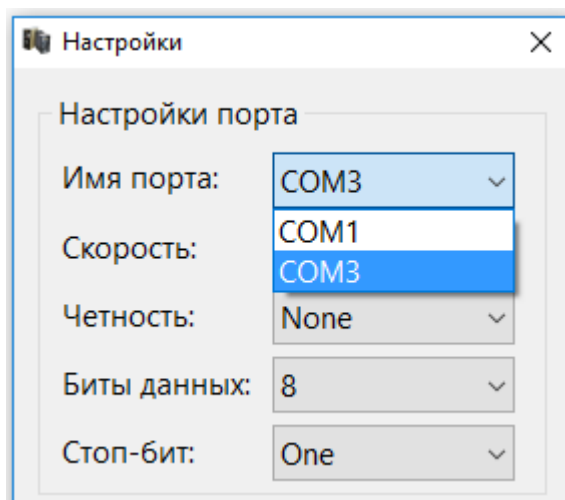 Настройки
Настройки порта
Имя порта: COM3
COM1
Скорость:
COM3
Четность: None
Биты данных: 8
Стоп-бит: One